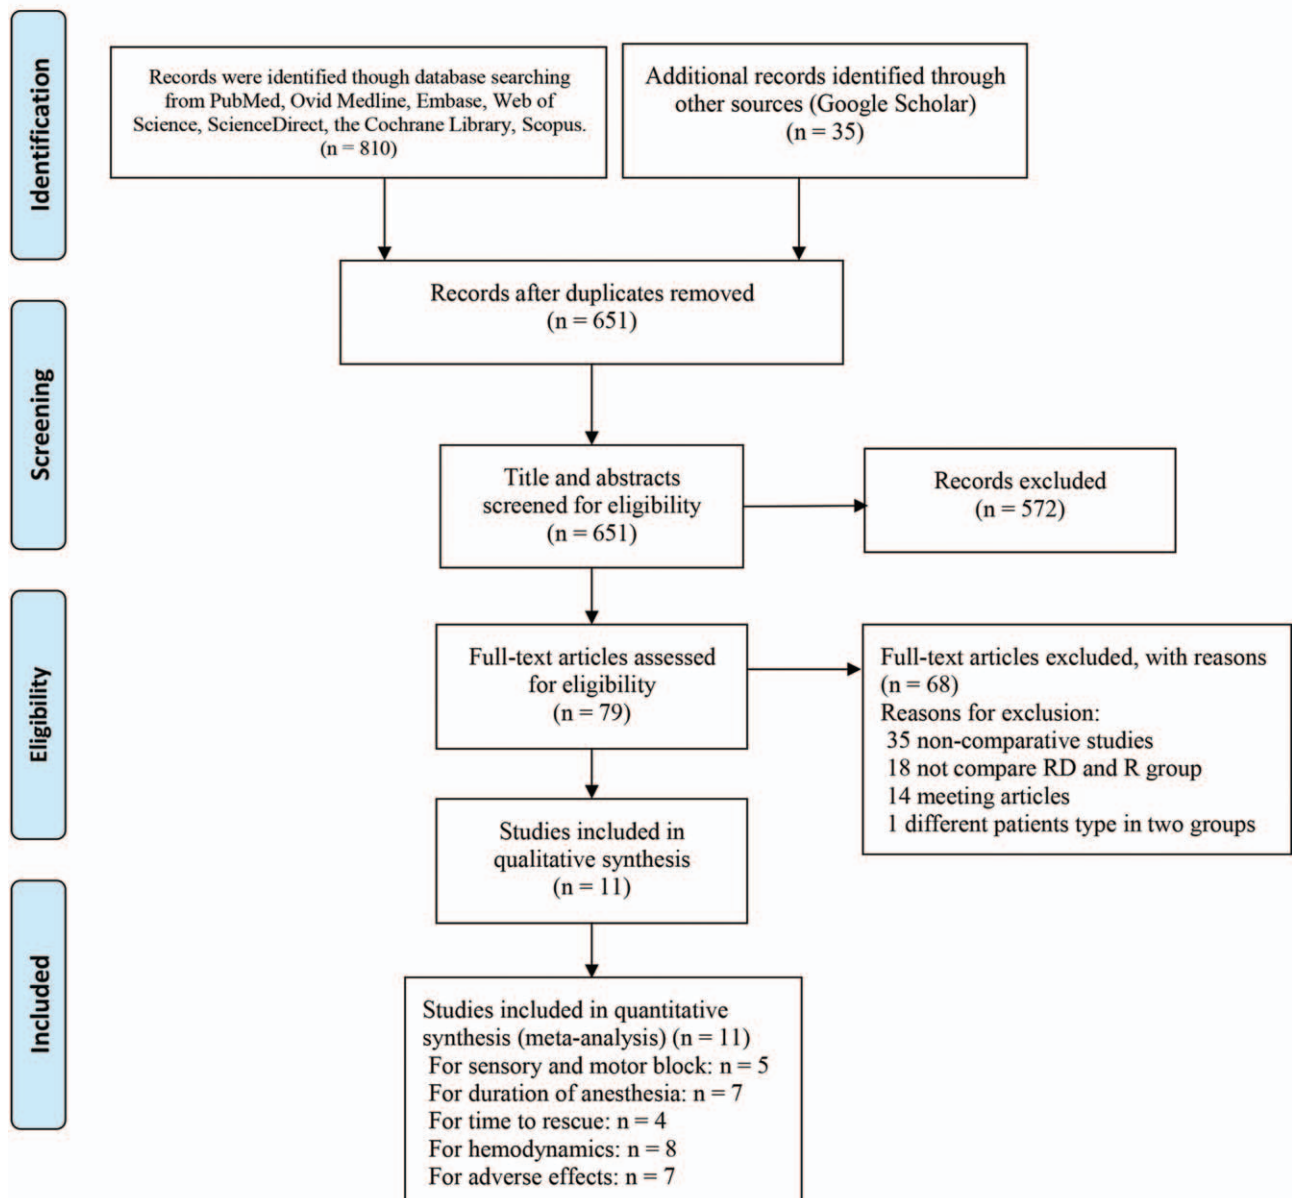 Identification
Records were identified though database searching
from PubMed, Ovid Medline, Embase, Web of
Science, ScienceDirect, the Cochrane Library, Scopus.
(n = 810)
Additional records identified through
other sources (Google Scholar)
(n = 35)
Records after duplicates removed
(n = 651)
Screening
Title and abstracts
screened for eligibility
(n = 651)
Records excluded
(n = 572)
Eligibility
Full-text articles assessed
for eligibility
(n = 79)
Full-text articles excluded, with reasons
(n = 68)
Reasons for exclusion:
35 non-comparative studies
18 not compare RD and R group
14 meeting articles
1 different patients type in two groups
Studies included in
qualitative synthesis
(n = 11)
Included
Studies included in quantitative
synthesis (meta-analysis) (n = 11)
For sensory and motor block: n = 5
For duration of anesthesia: n = 7
For time to rescue: n = 4
For hemodynamics: n = 8
For adverse effects: n = 7